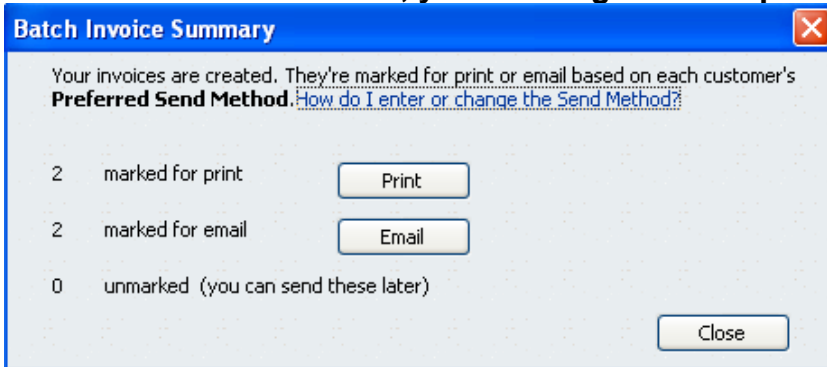 Batch Invoice Summary
Your invoices are created. They're marked for print or email based on each customer's
Preferred Send Method. How do I enter or change the Send Method?
2 marked for print Print
2 marked for email Email
0 unmarked (you can send these later)
Close